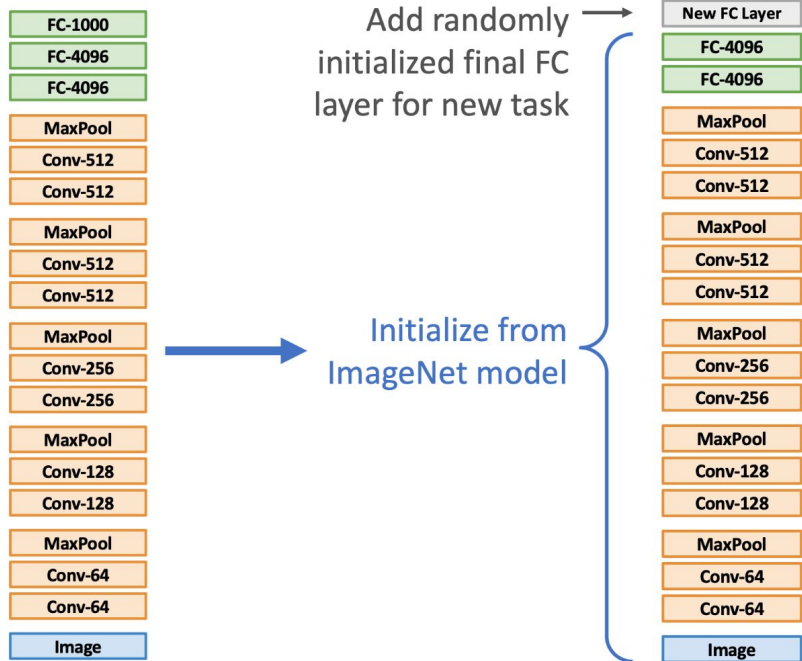 FC-1000
FC-4096
FC-4096
MaxPool
Conv-512
Conv-512
MaxPool
Conv-512
Conv-512
MaxPool
Conv-256
Conv-256
MaxPool
Conv-128
Conv-128
MaxPool
Conv-64
Conv-64
Image
Add randomly
initialized final FC
layer for new task
Initialize from
ImageNet model
New FC Layer
FC-4096
FC-4096
MaxPool
Conv-512
Conv-512
MaxPool
Conv-512
Conv-512
MaxPool
Conv-256
Conv-256
MaxPool
Conv-128
Conv-128
MaxPool
Conv-64
Conv-64
Image